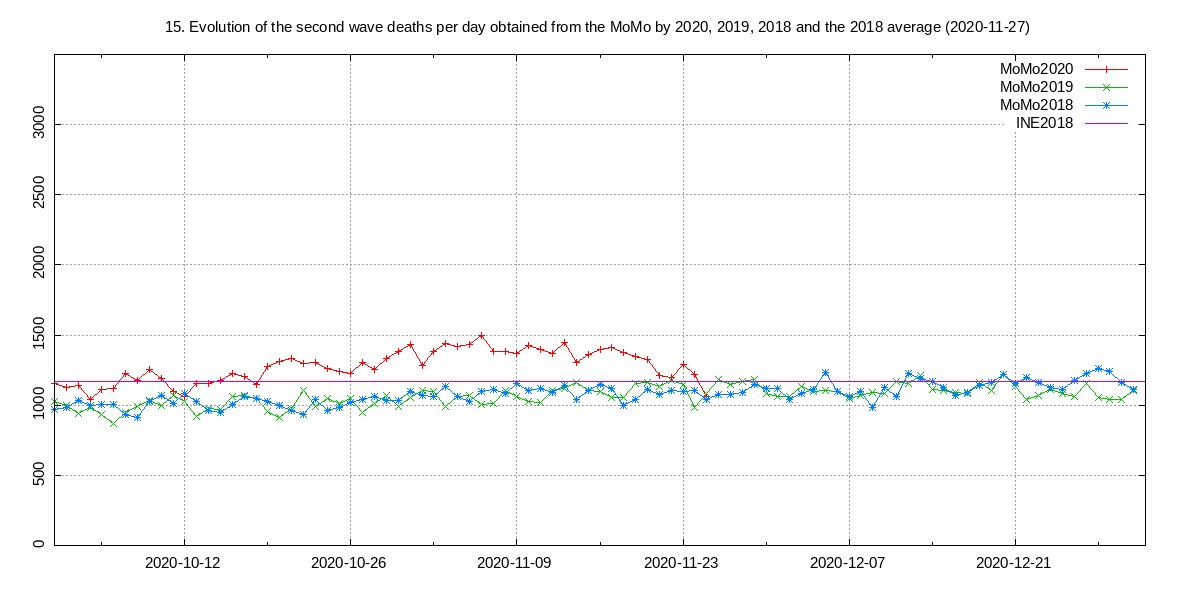 15. Evolution of the second wave deaths per day obtained from the MoMo by 2020, 2019, 2018 and the 2018 average (2020-11-27)
MoMo2020
MoMo2019
MoMo2018
INE2018
3000
2500
2000
1500
1000
500
0
2020-10-12 2020-10-26 2020-11-09 2020-11-23 2020-12-07 2020-12-21